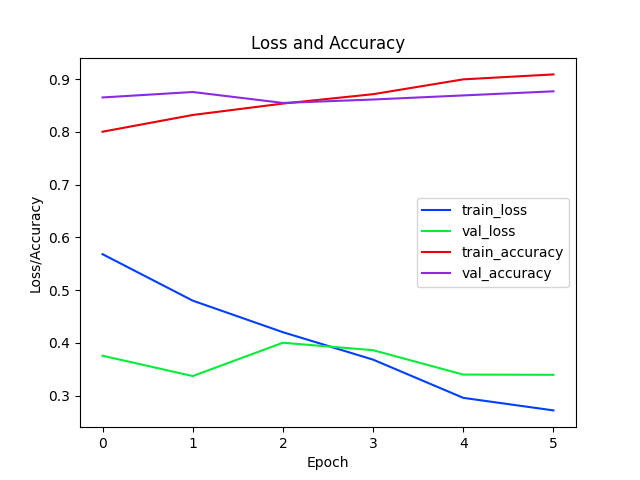 Loss and Accuracy
0.9
0.8
0.7
0.6
0.5
0.4
0.3
Loss/Accuracy
train_loss
val_loss
train_accuracy
val_accuracy
0 1 2 3 4 5
Epoch